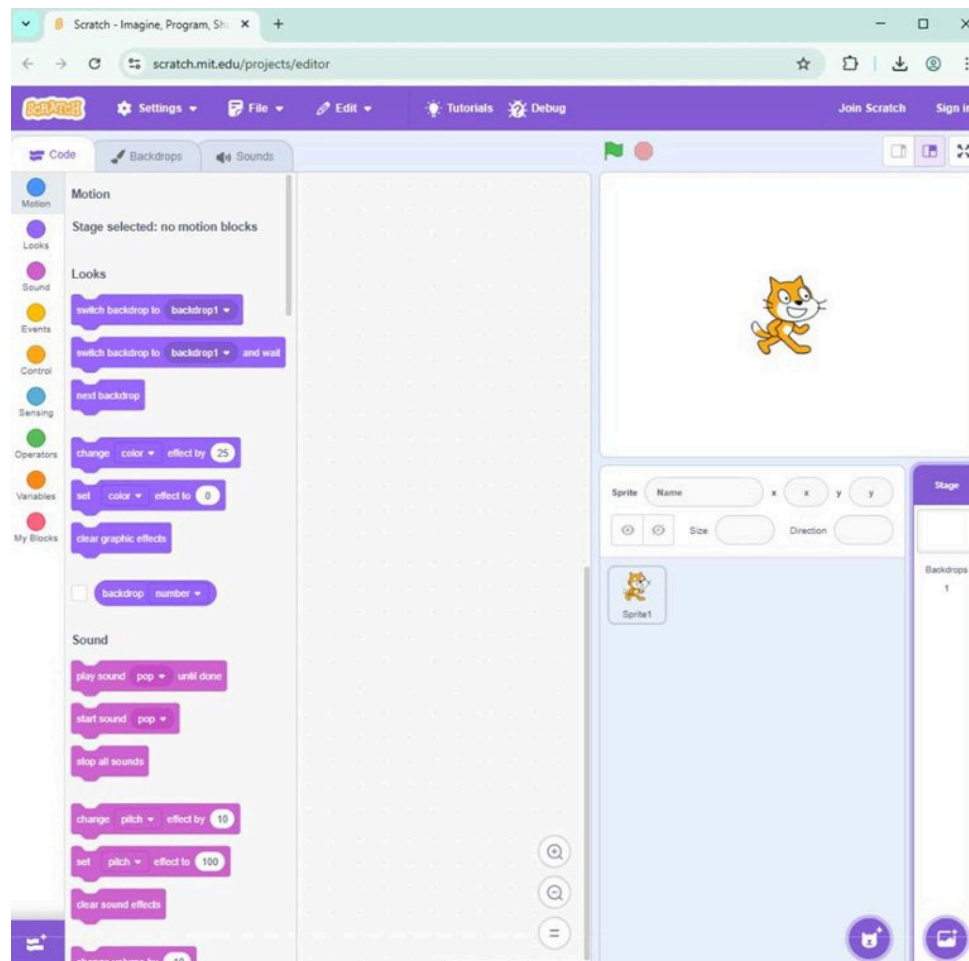 Scratch - Imagine, Program, Sh
scratch.mit.edu/projects/editor
SCRATCH Settings File Edit Tutorials Debug Join Scratch Sign in
Code Backdrops Sounds
Motion
Looks
Sound
Events
Control
Sensing
Operators
Variables
My Blocks
Motion
Stage selected: no motion blocks
Looks
switch backdrop to backdrop1
switch backdrop to backdrop1 and wait
next backdrop
change color effect by 25
set color effect to 0
clear graphic effects
backdrop number
Sound
play sound pop until done
start sound pop
stop all sounds
change pitch effect by 10
set pitch effect to 100
clear sound effects
change volume by -10
Sprite Name x x y y
Size Direction
Sprite1
Stage
Backdrops
1